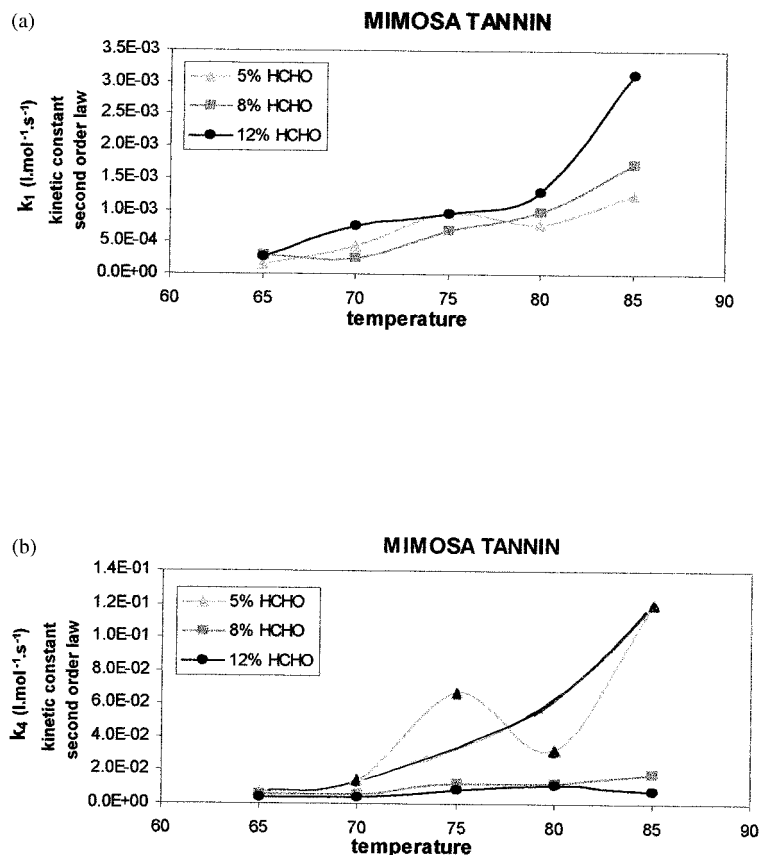 (a)
MIMOSA TANNIN
k₁ (l.mol⁻¹.s⁻¹)
kinetic constant
second order law
3.5E-03
3.0E-03
2.5E-03
2.0E-03
1.5E-03
1.0E-03
5.0E-04
0.0E+00
5% HCHO
8% HCHO
12% HCHO
60 65 70 75 80 85 90
temperature
(b)
MIMOSA TANNIN
k₄ (l.mol⁻¹.s⁻¹)
kinetic constant
second order law
1.4E-01
1.2E-01
1.0E-01
8.0E-02
6.0E-02
4.0E-02
2.0E-02
0.0E+00
5% HCHO
8% HCHO
12% HCHO
60 65 70 75 80 85 90
temperature